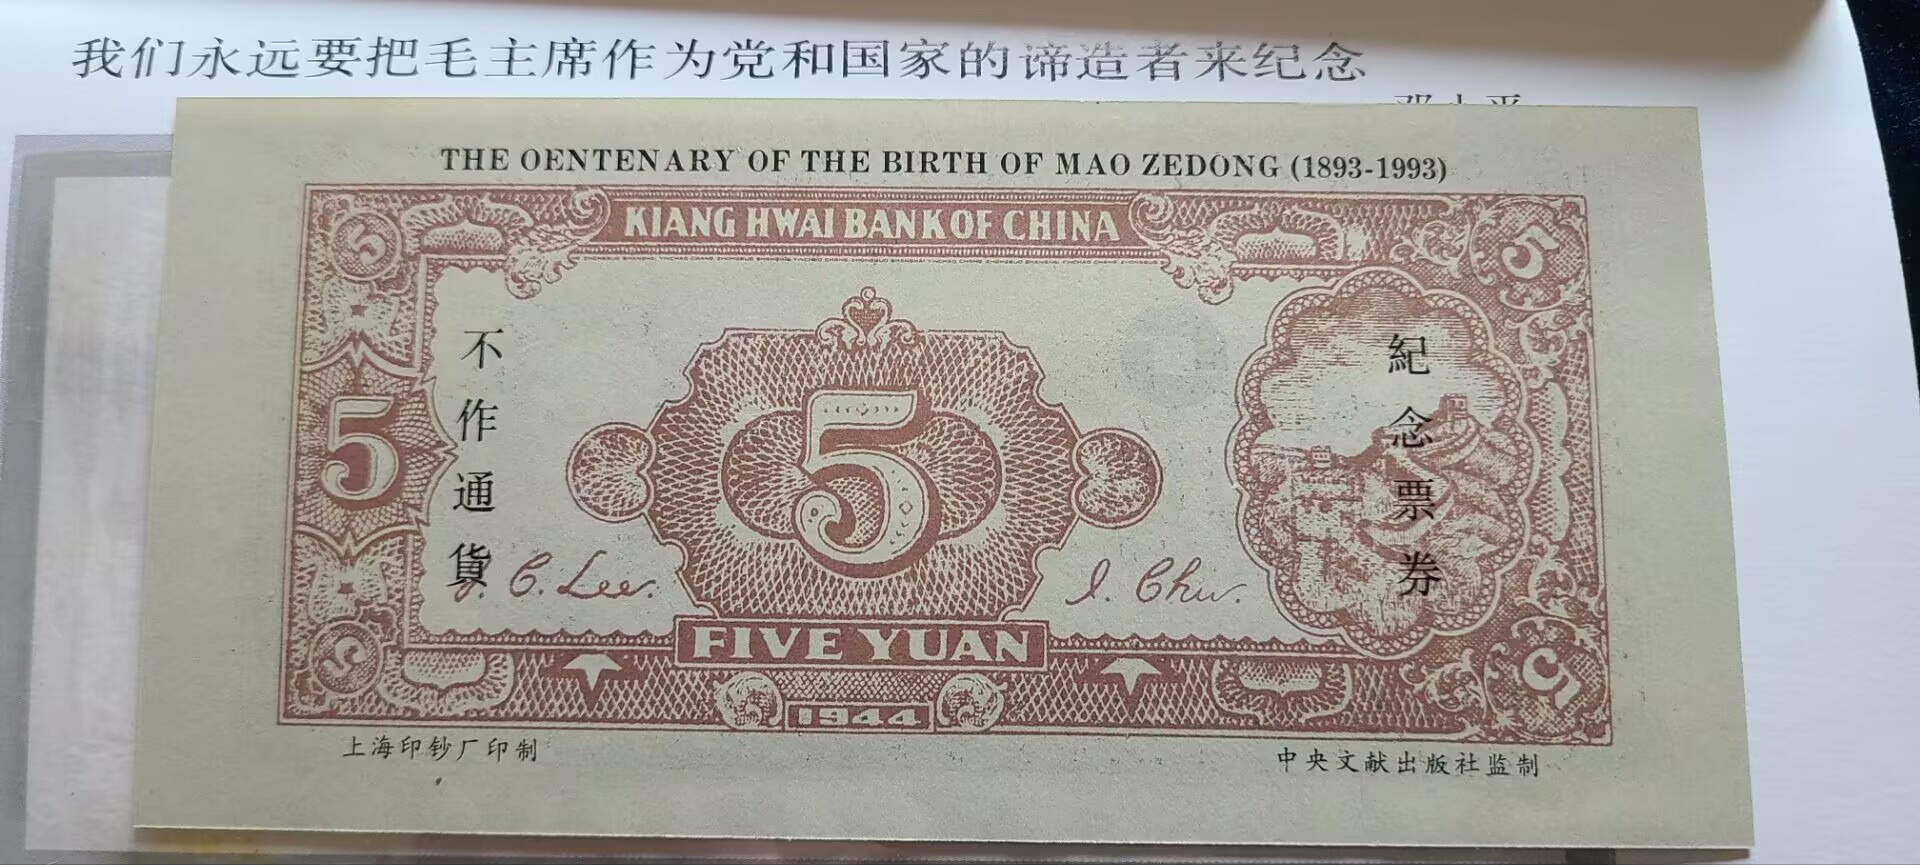 我们永远要把毛主席作为党和国家的谛造者来纪念
THE OENTENARY OF THE BIRTH OF MAO ZEDONG (1893-1993)
KIANG HWAI BANK OF CHINA
5
5
不作通貨
紀念票券
5
5
J. C. Lee.
I. Chu.
FIVE YUAN
5
5
1944
上海印钞厂印制
中央文献出版社监制